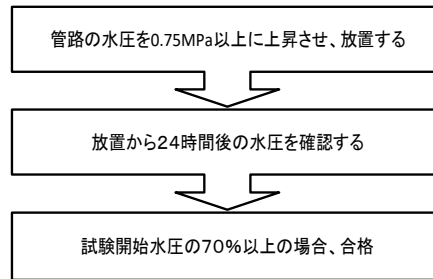 管路の水圧を0.75MPa以上に上昇させ、放置する
放置から24時間後の水圧を確認する
試験開始水圧の70%以上の場合、合格